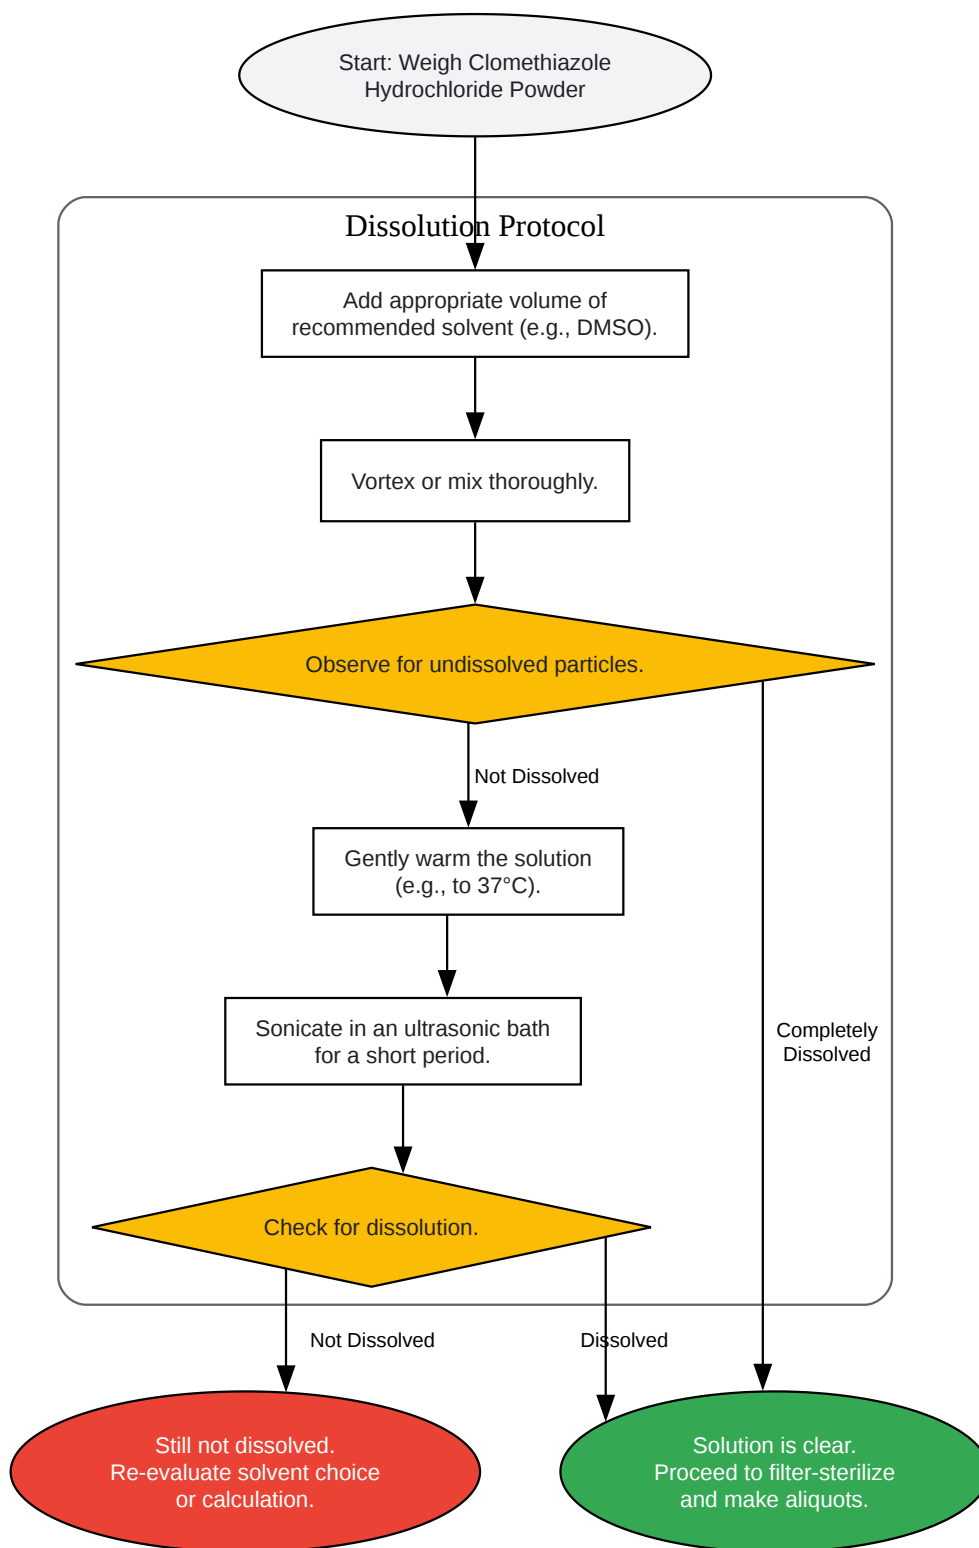 Start: Weigh Clomethiazole
Hydrochloride Powder
Dissolution Protocol
Add appropriate volume of
recommended solvent (e.g., DMSO).
Vortex or mix thoroughly.
Observe for undissolved particles.
Not Dissolved
Gently warm the solution
(e.g., to 37°C).
Sonicate in an ultrasonic bath
for a short period.
Completely
Dissolved
Check for dissolution.
Not Dissolved
Dissolved
Still not dissolved.
Re-evaluate solvent choice
or calculation.
Solution is clear.
Proceed to filter-sterilize
and make aliquots.